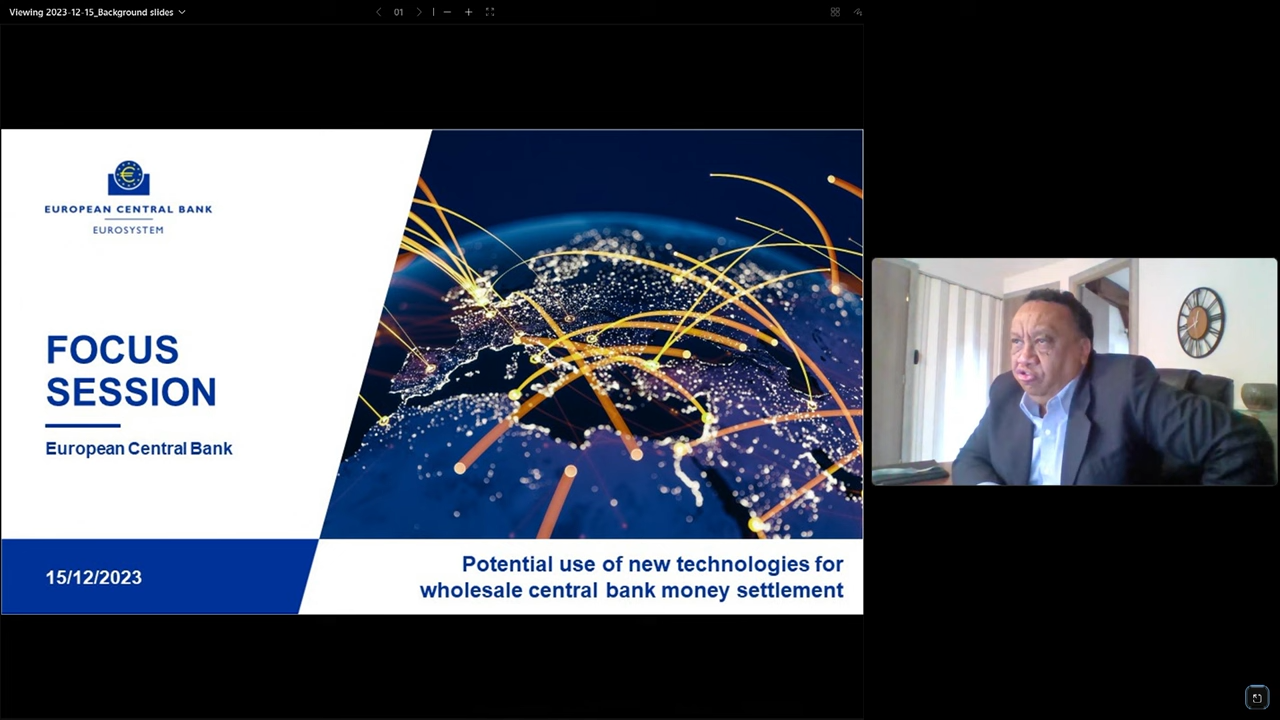 Viewing 2023-12-15_Background slides
01
EUROPEAN CENTRAL BANK
EUROSYSTEM
FOCUS
SESSION
European Central Bank
15/12/2023
Potential use of new technologies for
wholesale central bank money settlement